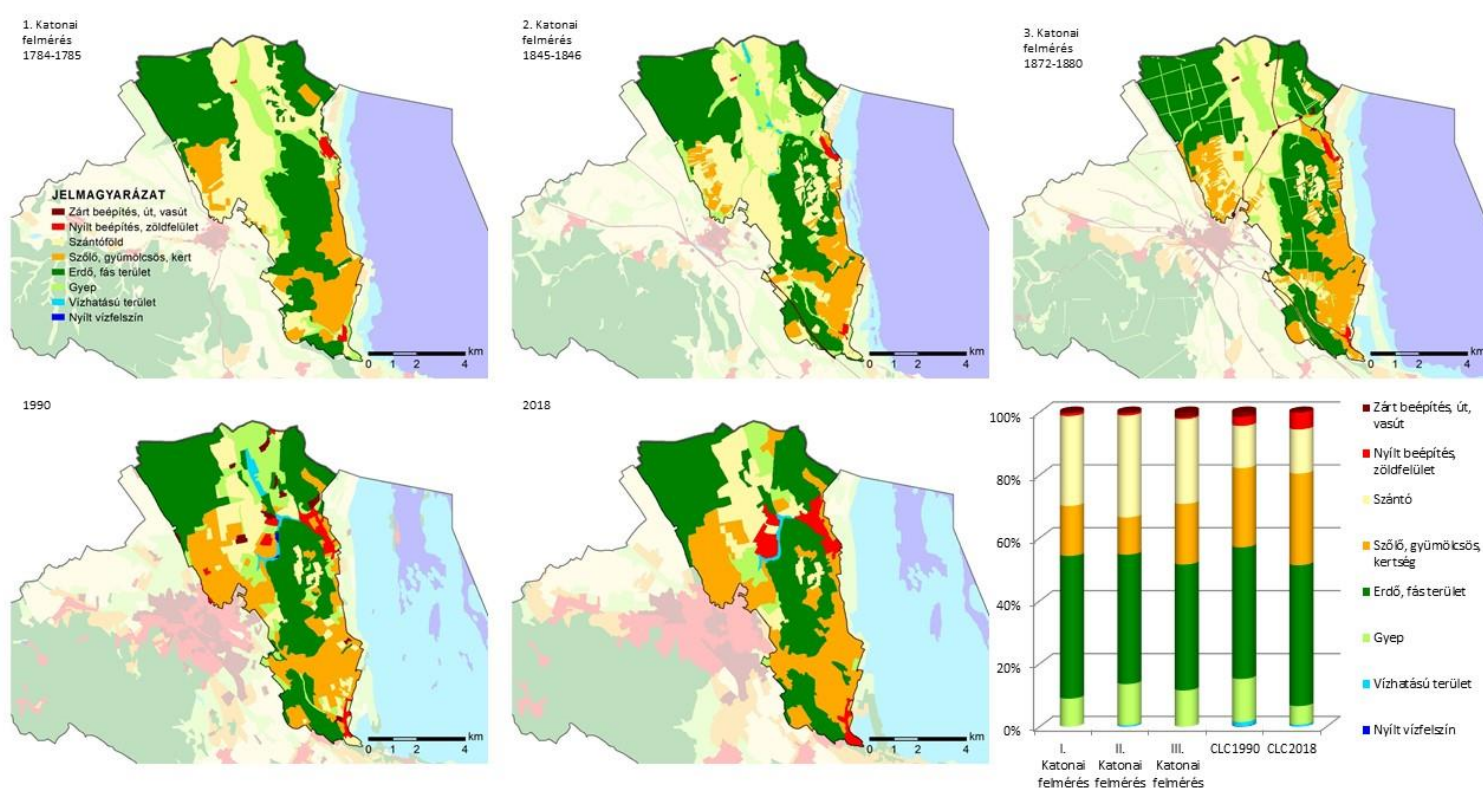 1. Katonai
felmérés
1784-1785
JELMAGYARÁZAT
Zárt beépítés, út, vasút
Nyílt beépítés, zöldfelület
Szántóföld
Szőlő, gyümölcsös, kert
Erdő, fás terület
Gyep
Vízhatású terület
Nyílt vízfelszín
km
0 1 2 4
2. Katonai
felmérés
1845-1846
km
0 1 2 4
3. Katonai
felmérés
1872-1880
km
0 1 2 4
1990
km
0 1 2 4
2018
km
0 1 2 4
100%
80%
60%
40%
20%
0%
I.
Katonai
felmérés
II.
Katonai
felmérés
III.
Katonai
felmérés
CLC1990
CLC2018
Zárt beépítés, út,
vasút
Nyílt beépítés,
zöldfelület
Szántó
Szőlő, gyümölcsös,
kertség
Erdő, fás terület
Gyep
Vízhatású terület
Nyílt vízfelszín